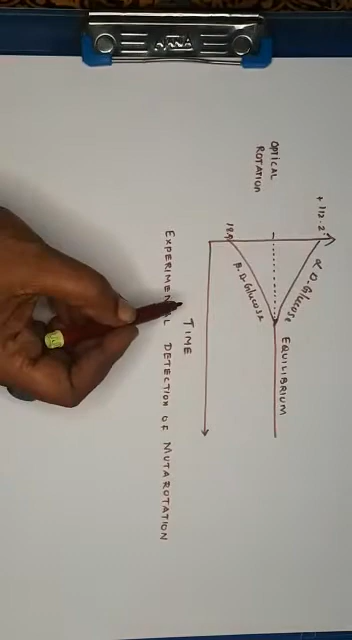 + 112.2°
OPTICAL
ROTATION
α D. Glucose
EQUILIBRIUM
β. D. Glucose
TIME
EXPERIMENTAL DETECTION OF MUTAROTATION